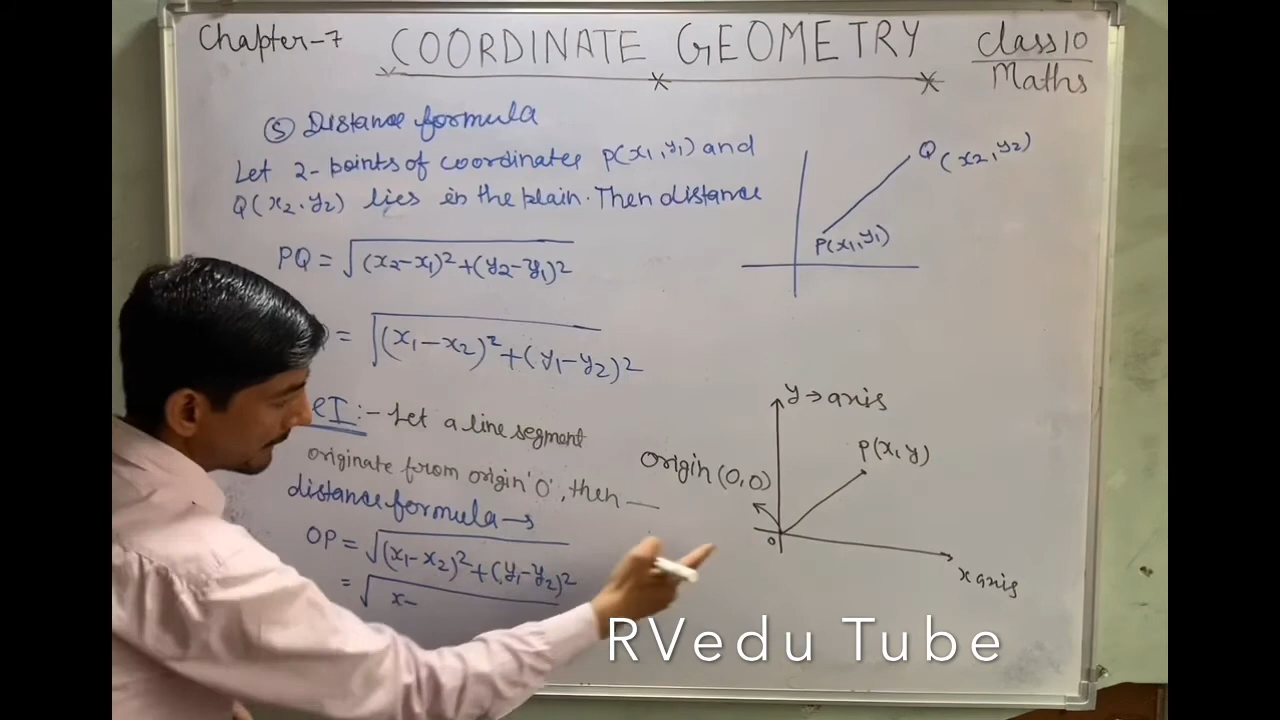 Chapter-7 COORDINATE GEOMETRY Class 10
Maths
(5) Distance formula
Let 2-points of coordinates P(x₁,y₁) and
Q(x₂,y₂) lies in the plain. Then distance
PQ = √(x₂-x₁)²+(y₂-y₁)²
= √(x₁-x₂)²+(y₁-y₂)²
Q(x₂,y₂)
P(x₁,y₁)
I:- Let a line segment
originate from origin 'O', then —
distance formula →
OP = √(x₁-x₂)²+(y₁-y₂)²
= √x-
y→axis
P(x,y)
Origin (0,0)
O
x axis
RVedu Tube